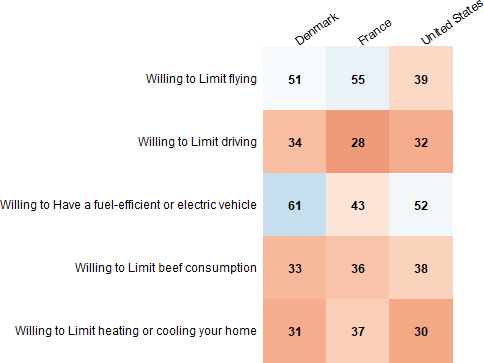 Denmark France United States
Willing to Limit flying 51 55 39
Willing to Limit driving 34 28 32
Willing to Have a fuel-efficient or electric vehicle 61 43 52
Willing to Limit beef consumption 33 36 38
Willing to Limit heating or cooling your home 31 37 30